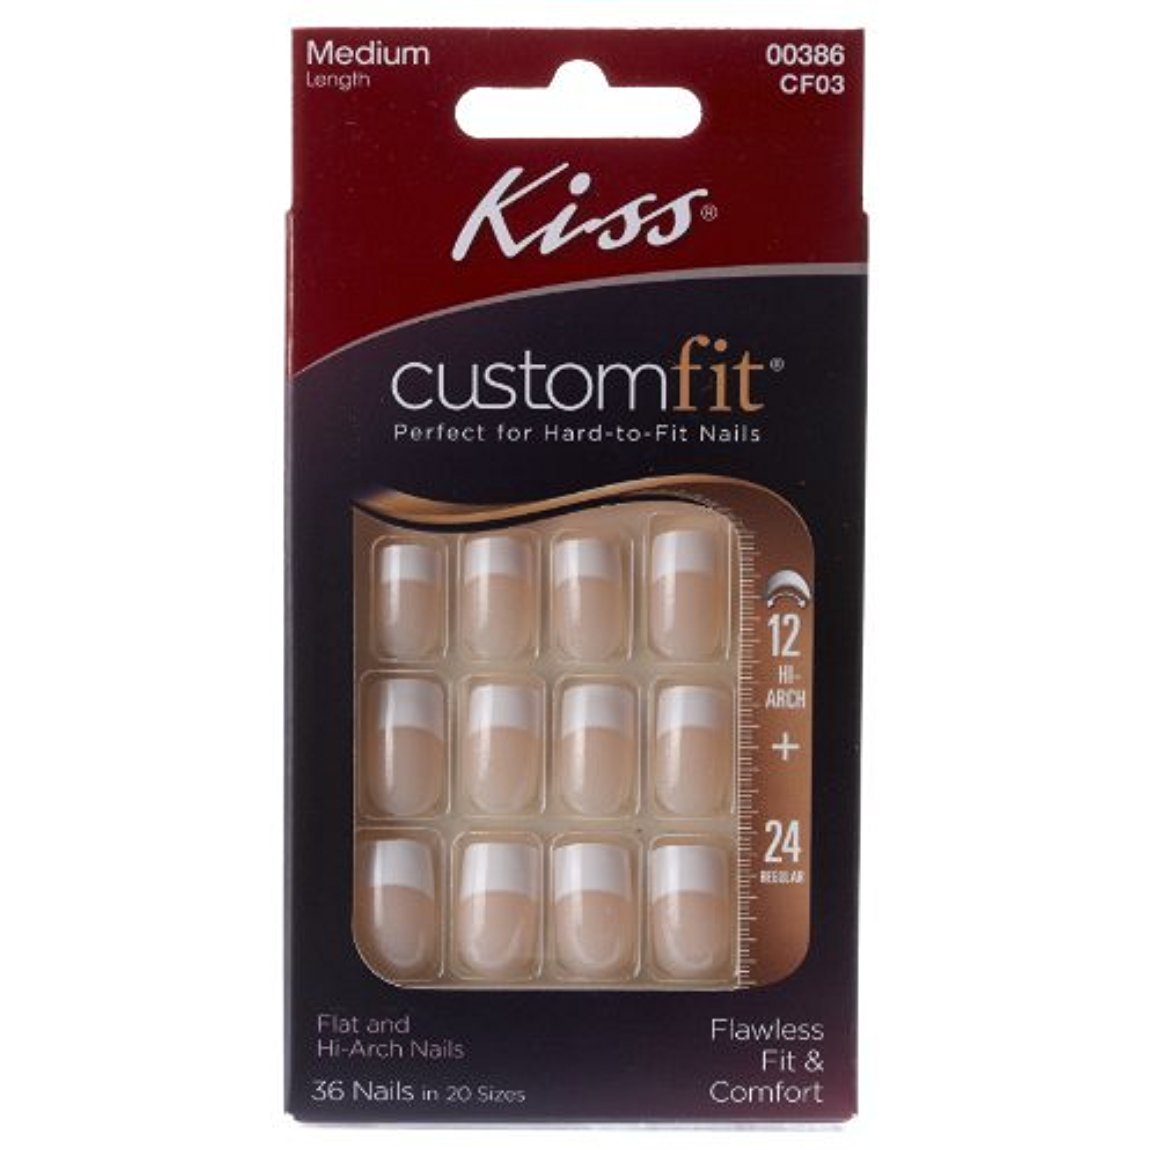 Medium
Length
00386
CF03
Kiss®
customfit®
Perfect for Hard-to-Fit Nails
12
HI-
ARCH
+
24
REGULAR
Flat and
Hi-Arch Nails
36 Nails in 20 Sizes
Flawless
Fit &
Comfort